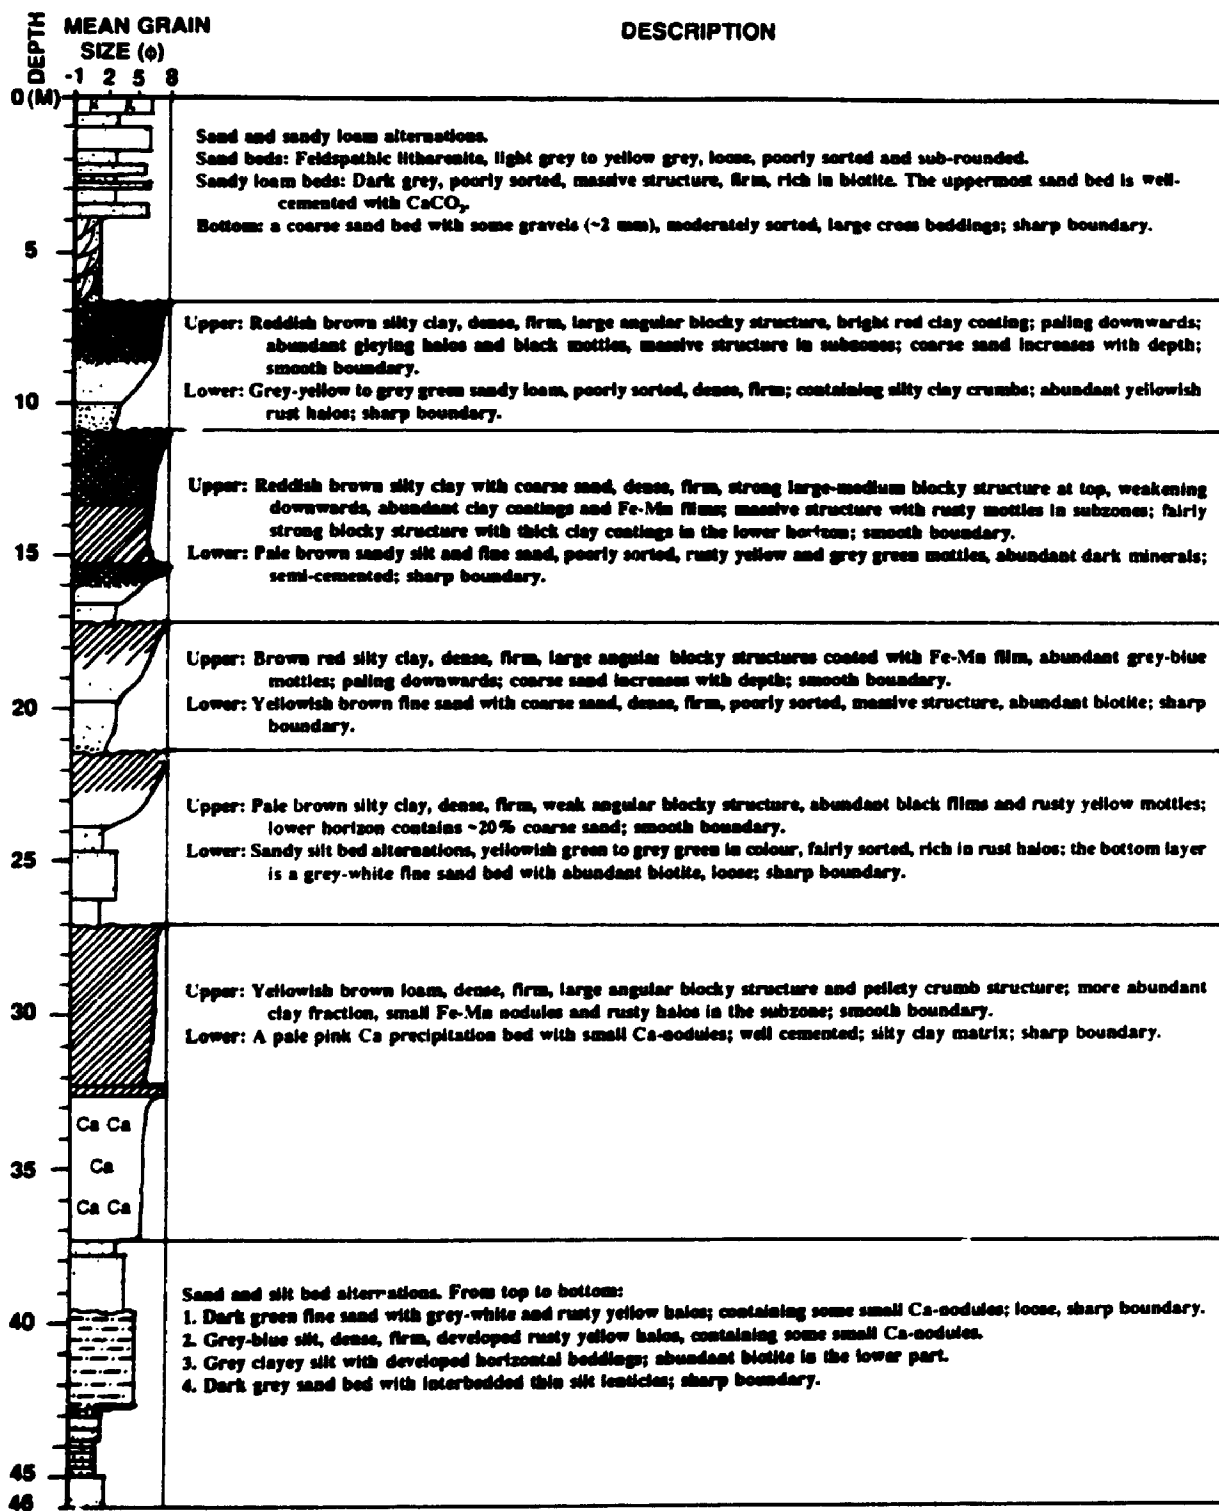 DEPTH
MEAN GRAIN
SIZE (φ)
DESCRIPTION
-1 2 5 8
0 (M)
Sand and sandy loam alternations.
Sand beds: Feldspathic litharenite, light grey to yellow grey, loose, poorly sorted and sub-rounded.
Sandy loam beds: Dark grey, poorly sorted, massive structure, firm, rich in biotite. The uppermost sand bed is well-
cemented with CaCO₃.
Bottom: a coarse sand bed with some gravels (~2 mm), moderately sorted, large cross beddings; sharp boundary.
5
Upper: Reddish brown silty clay, dense, firm, large angular blocky structure, bright red clay coating; paling downwards;
abundant gleying halos and black mottles, massive structure in subzones; coarse sand increases with depth;
smooth boundary.
Lower: Grey-yellow to grey green sandy loam, poorly sorted, dense, firm; containing silty clay crumbs; abundant yellowish
rust halos; sharp boundary.
10
Upper: Reddish brown silty clay with coarse sand, dense, firm, strong large-medium blocky structure at top, weakening
downwards, abundant clay coatings and Fe-Mn films; massive structure with rusty mottles in subzones; fairly
strong blocky structure with thick clay coatings in the lower horizon; smooth boundary.
Lower: Pale brown sandy silt and fine sand, poorly sorted, rusty yellow and grey green mottles, abundant dark minerals;
semi-cemented; sharp boundary.
15
Upper: Brown red silty clay, dense, firm, large angular blocky structures coated with Fe-Mn film, abundant grey-blue
mottles; paling downwards; coarse sand increases with depth; smooth boundary.
Lower: Yellowish brown fine sand with coarse sand, dense, firm, poorly sorted, massive structure, abundant biotite; sharp
boundary.
20
Upper: Pale brown silty clay, dense, firm, weak angular blocky structure, abundant black films and rusty yellow mottles;
lower horizon contains ~20% coarse sand; smooth boundary.
Lower: Sandy silt bed alternations, yellowish green to grey green in colour, fairly sorted, rich in rust halos; the bottom layer
is a grey-white fine sand bed with abundant biotite, loose; sharp boundary.
25
Upper: Yellowish brown loam, dense, firm, large angular blocky structure and pellety crumb structure; more abundant
clay fraction, small Fe-Mn nodules and rusty halos in the subzone; smooth boundary.
Lower: A pale pink Ca precipitation bed with small Ca-nodules; well cemented; silty clay matrix; sharp boundary.
30
Ca Ca
Ca
Ca Ca
35
Sand and silt bed alternations. From top to bottom:
1. Dark green fine sand with grey-white and rusty yellow halos; containing some small Ca-nodules; loose, sharp boundary.
2. Grey-blue silt, dense, firm, developed rusty yellow halos, containing some small Ca-nodules.
3. Grey clayey silt with developed horizontal beddings; abundant biotite in the lower part.
4. Dark grey sand bed with interbedded thin silt lenticles; sharp boundary.
40
45
46